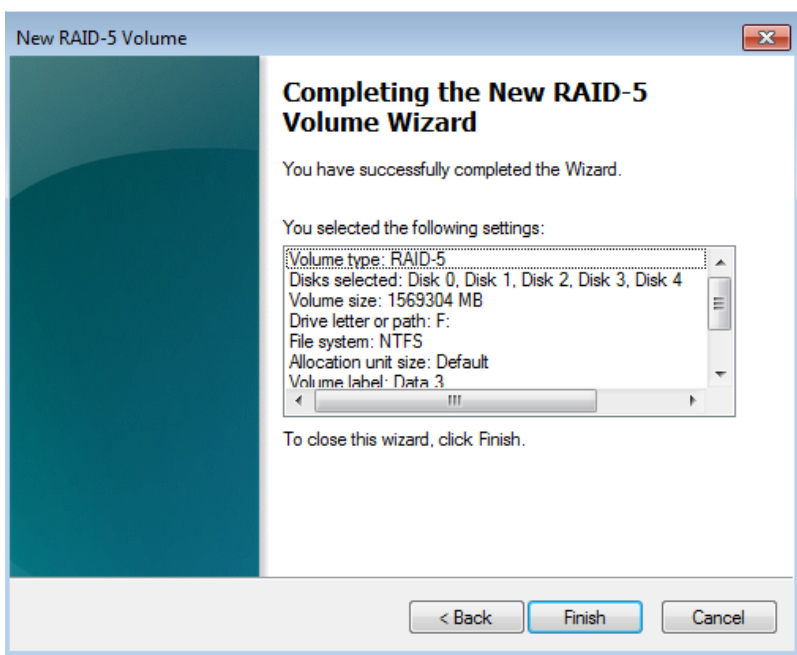 New RAID-5 Volume
Completing the New RAID-5
Volume Wizard
You have successfully completed the Wizard.
You selected the following settings:
Volume type: RAID-5
Disks selected: Disk 0, Disk 1, Disk 2, Disk 3, Disk 4
Volume size: 1569304 MB
Drive letter or path: F:
File system: NTFS
Allocation unit size: Default
Volume label: Data 3
To close this wizard, click Finish.
< Back Finish Cancel